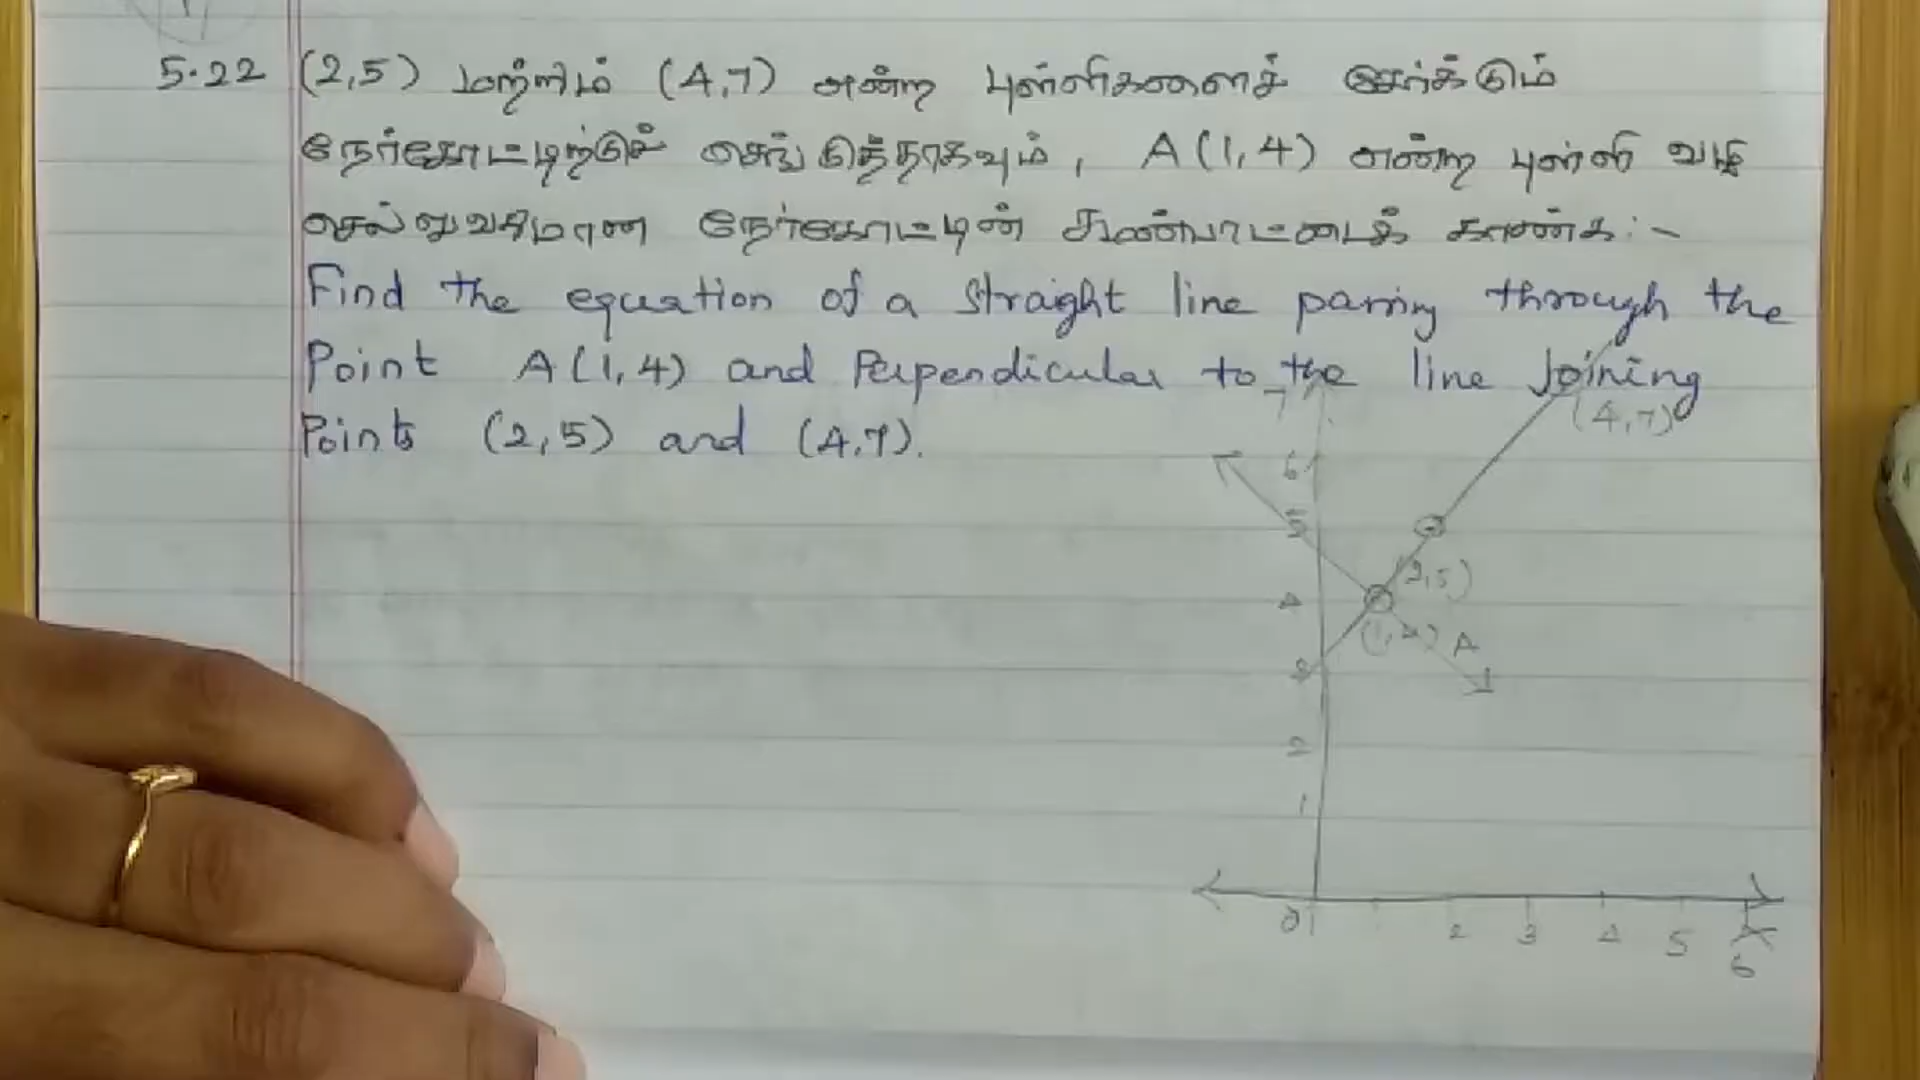 5.22 (2,5) மற்றும் (4,7) என்ற புள்ளிகளைச் சேர்க்கும்
நேர்கோட்டிற்குச் செங்குத்தாகவும், A(1,4) என்ற புள்ளி வழி
செல்லுவதுமான நேர்கோட்டின் சமன்பாட்டைக் காண்க:-
Find the equation of a straight line passing through the
Point A(1,4) and Perpendicular to the line Joining
Points (2,5) and (4,7).
7
(4,7)
6
5
(2,5)
4
(1,4) A
3
2
1
0 2 3 4 5
6